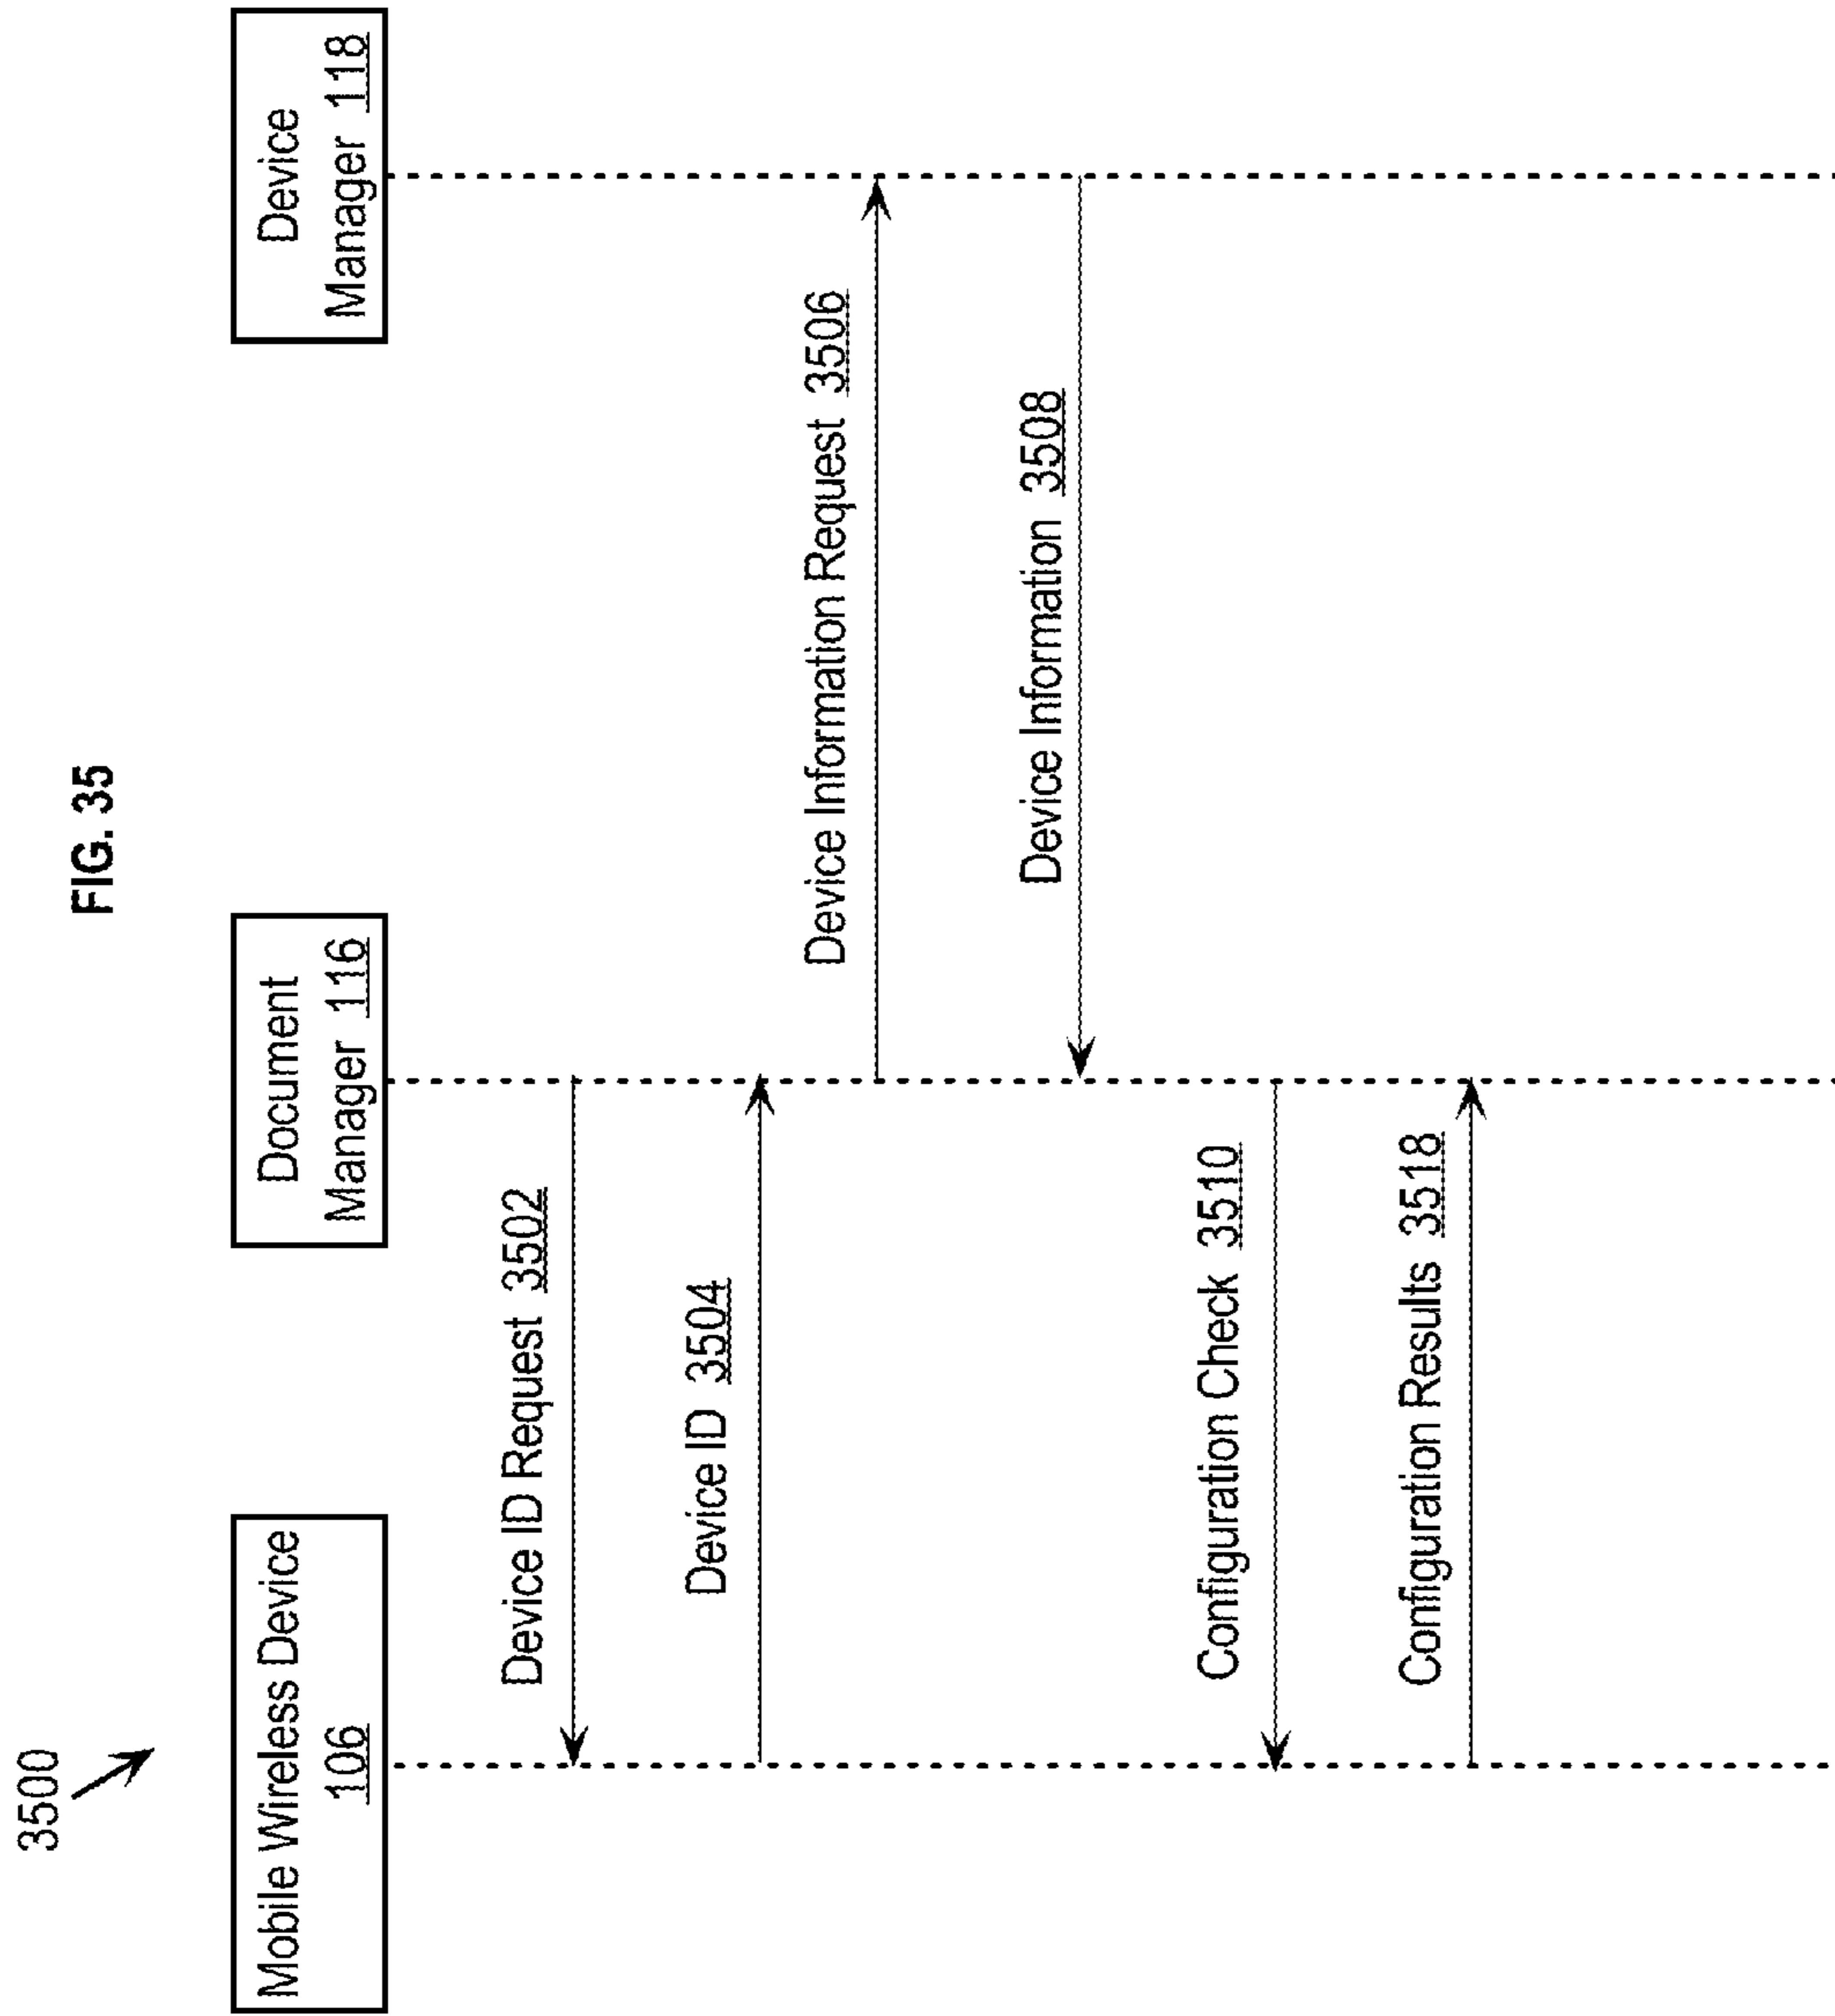 FIG. 35
3500
Mobile Wireless Device
106
Document
Manager 116
Device
Manager 118
Device ID Request 3502
Device ID 3504
Device Information Request 3506
Device Information 3508
Configuration Check 3510
Configuration Results 3518